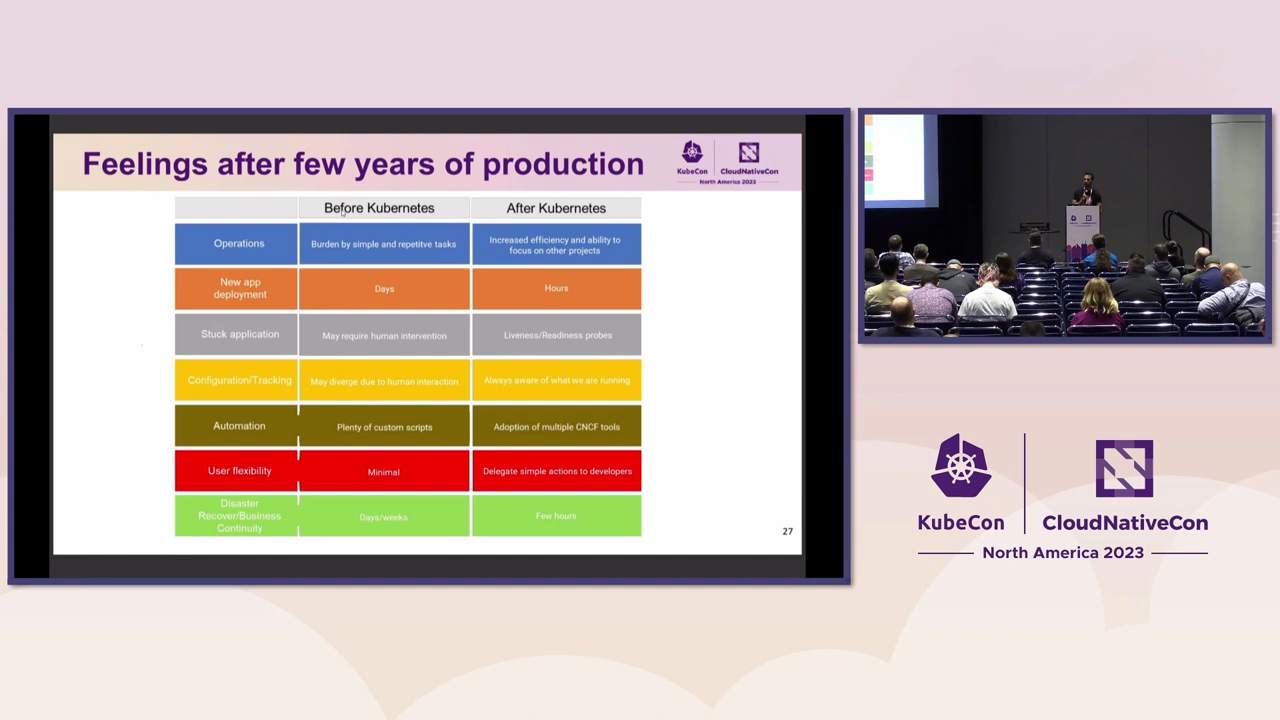 Feelings after few years of production
KubeCon
CloudNativeCon
North America 2023
Before Kubernetes
After Kubernetes
Operations
Burden by simple and repetitve tasks
Increased efficiency and ability to
focus on other projects
New app
deployment
Days
Hours
Stuck application
May require human intervention
Liveness/Readiness probes
Configuration/Tracking
May diverge due to human interaction
Always aware of what we are running
Automation
Plenty of custom scripts
Adoption of multiple CNCF tools
User flexibility
Minimal
Delegate simple actions to developers
Disaster
Recover/Business
Continuity
Days/weeks
Few hours
27
KubeCon
CloudNativeCon
North America 2023